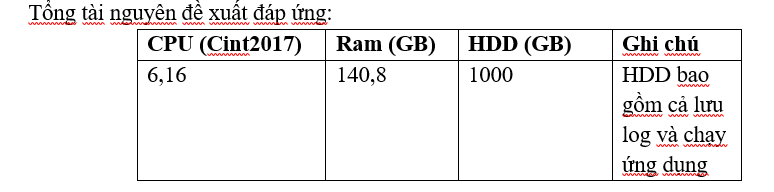 Tổng tài nguyên đề xuất đáp ứng:
CPU (Cint2017) Ram (GB) HDD (GB) Ghi chú
6,16 140,8 1000 HDD bao
gồm cả lưu
log và chạy
ứng dung